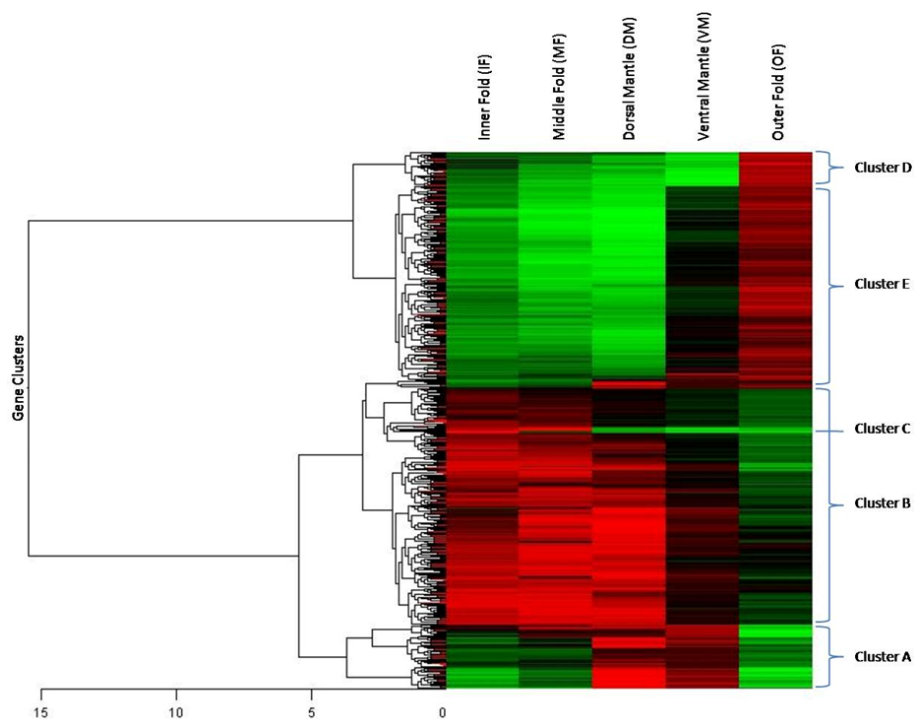 Inner Fold (IF)
Middle Fold (MF)
Dorsal Mantle (DM)
Ventral Mantle (VM)
Outer Fold (OF)
Cluster D
Cluster E
Gene Clusters
Cluster C
Cluster B
Cluster A
15 10 5 0